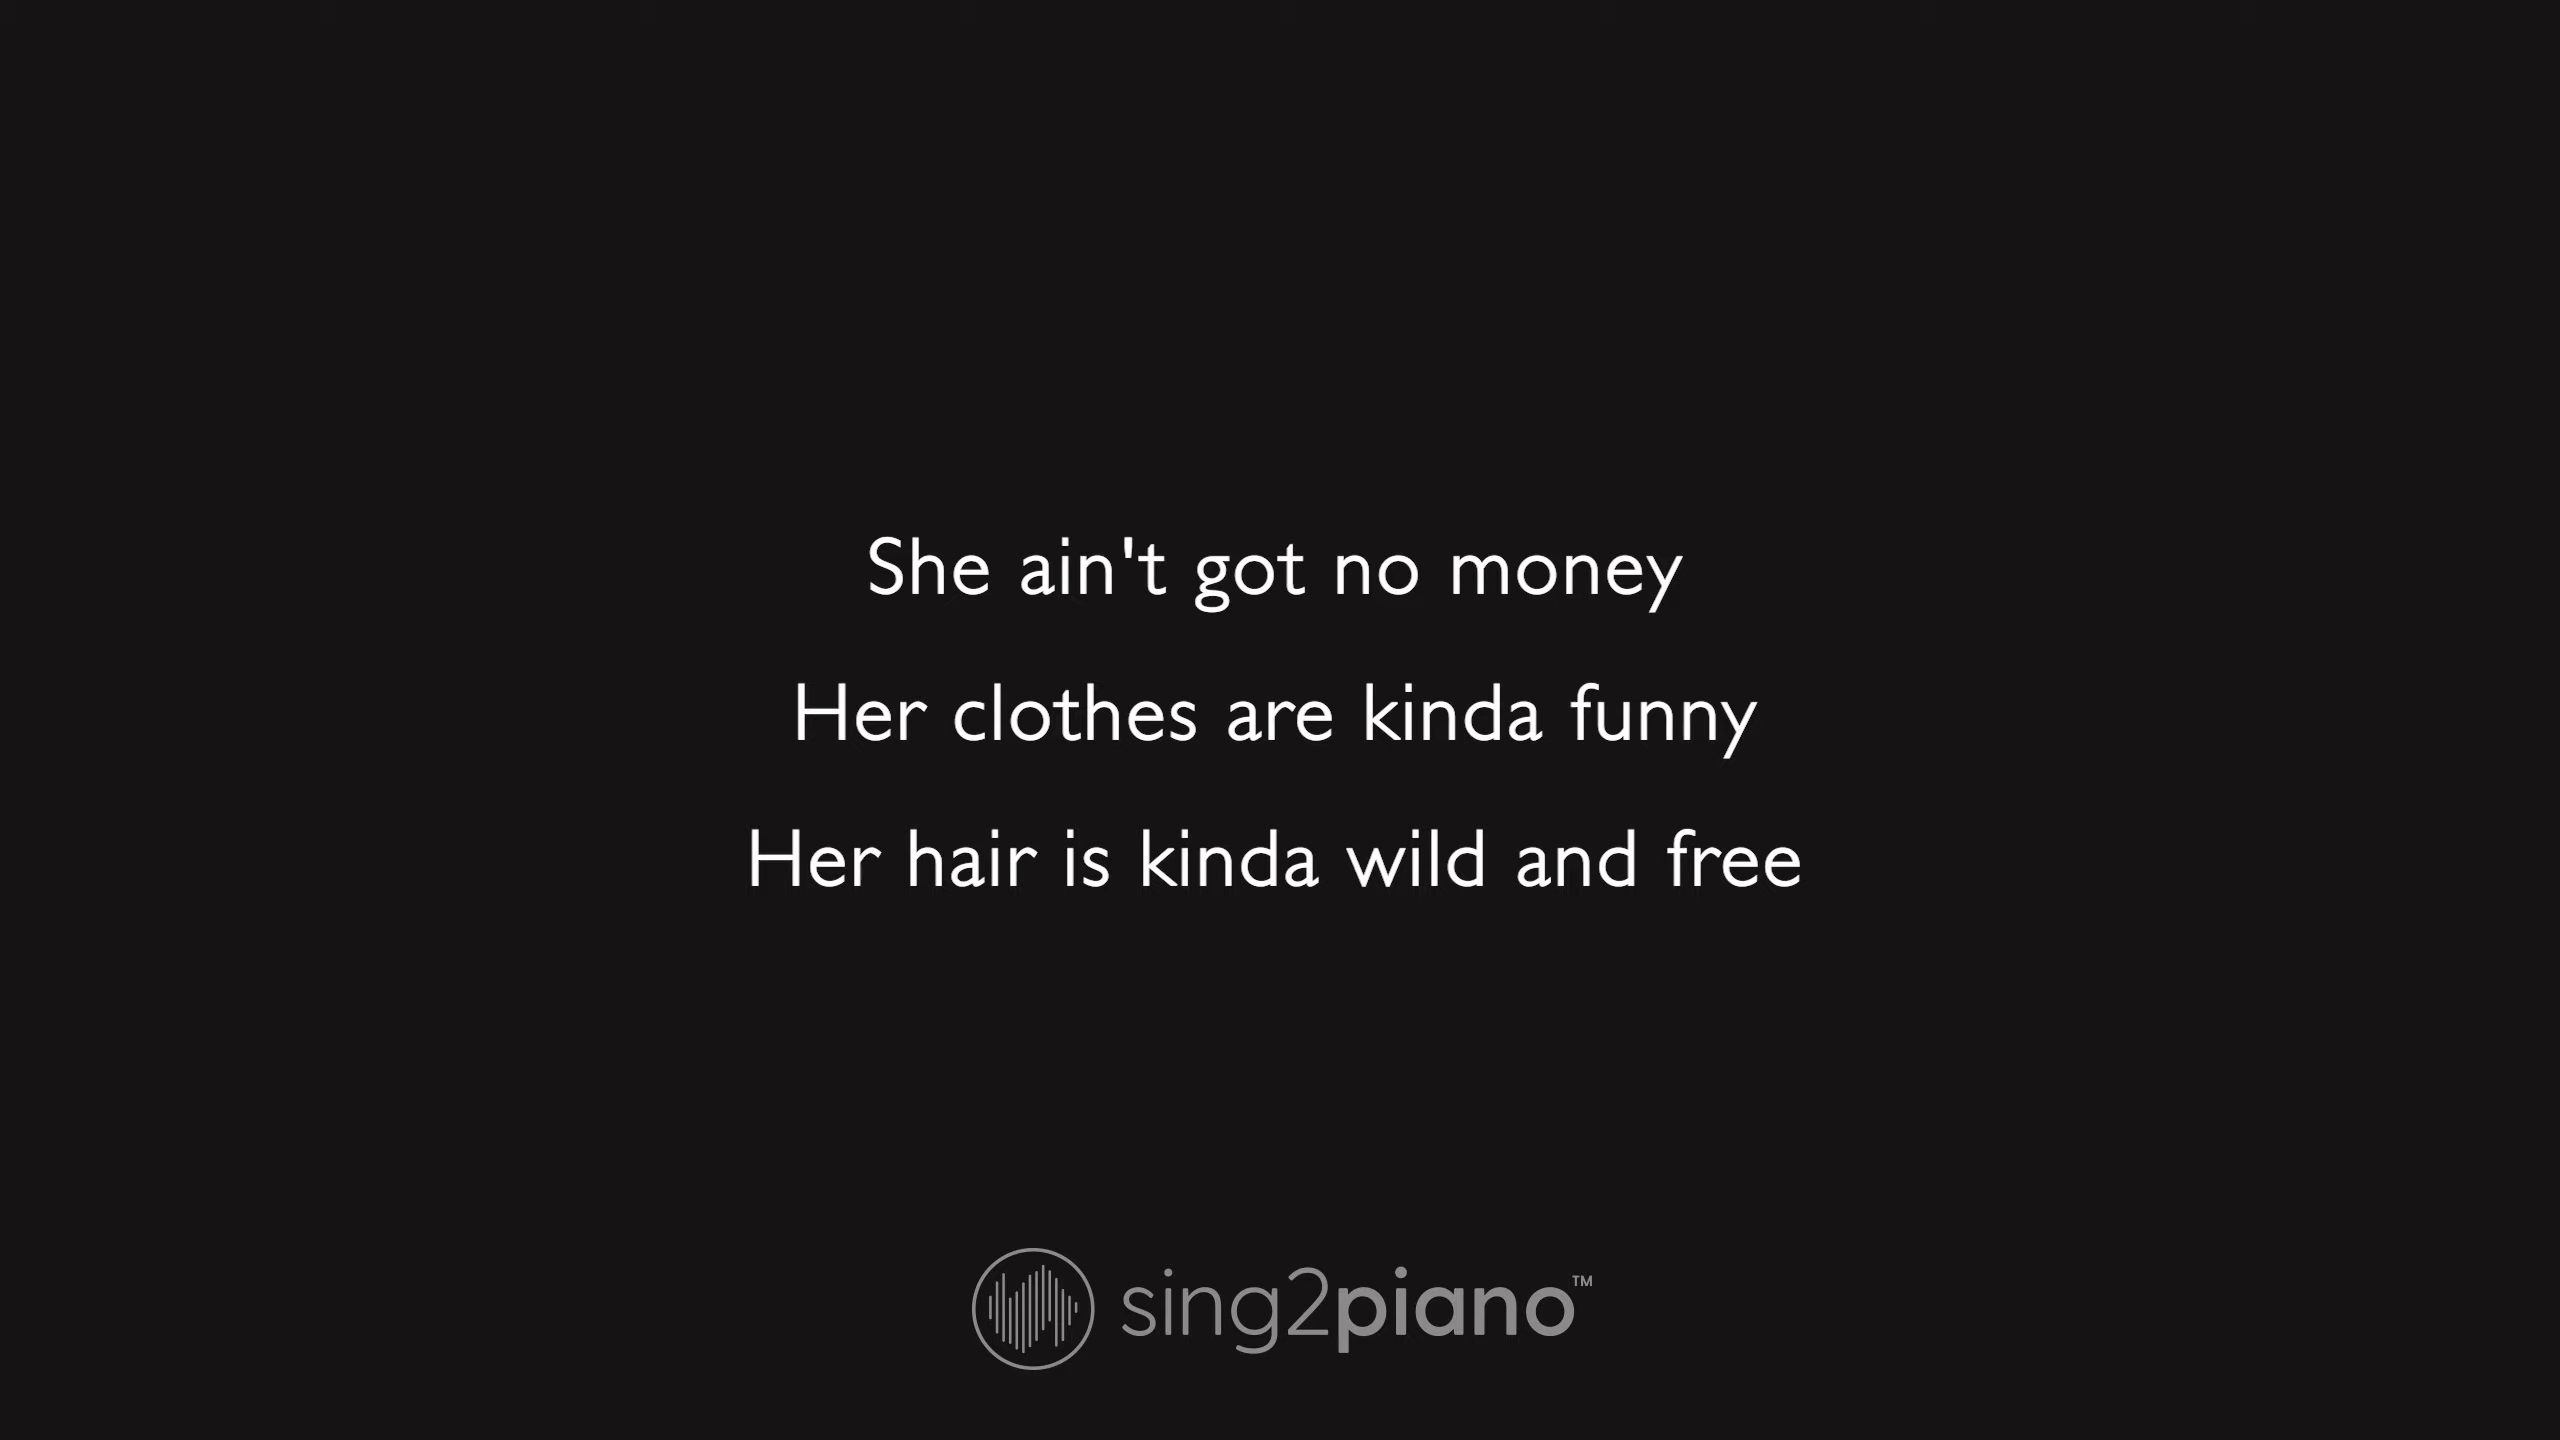 She ain't got no money
Her clothes are kinda funny
Her hair is kinda wild and free
sing2piano™